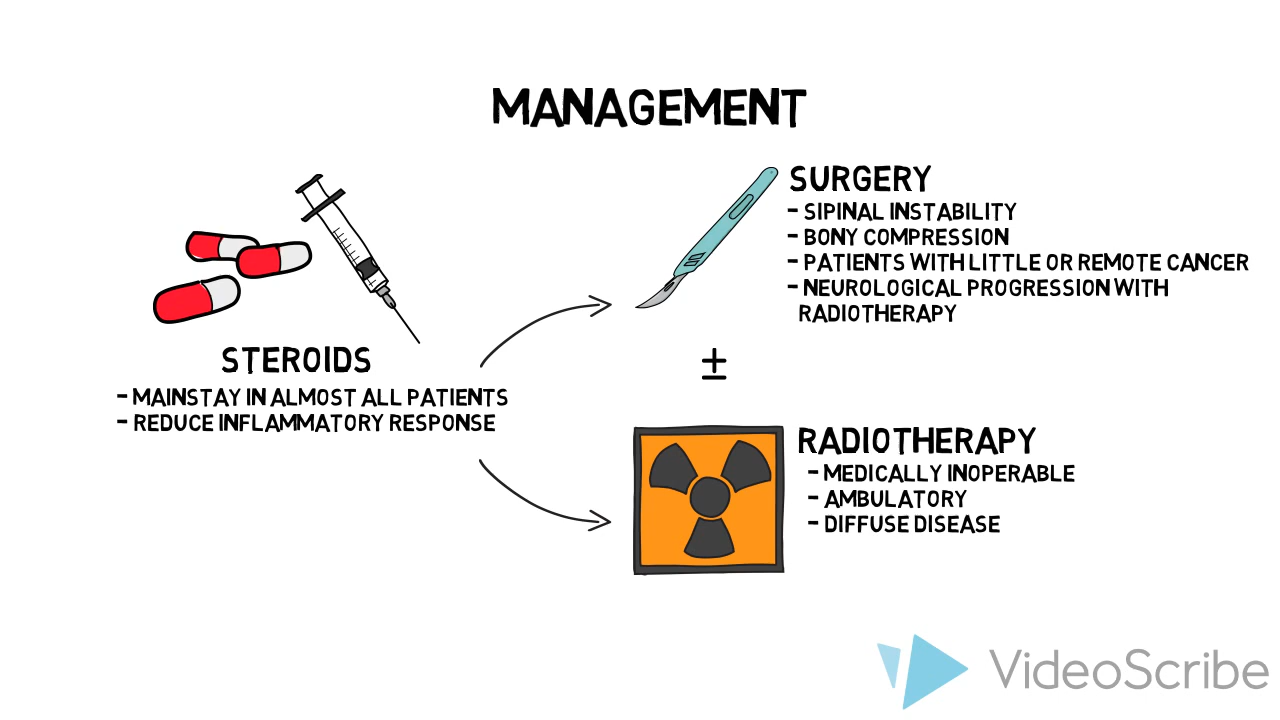 MANAGEMENT
STEROIDS
- MAINSTAY IN ALMOST ALL PATIENTS
- REDUCE INFLAMMATORY RESPONSE
SURGERY
- SIPINAL INSTABILITY
- BONY COMPRESSION
- PATIENTS WITH LITTLE OR REMOTE CANCER
- NEUROLOGICAL PROGRESSION WITH
RADIOTHERAPY
±
RADIOTHERAPY
- MEDICALLY INOPERABLE
- AMBULATORY
- DIFFUSE DISEASE
VideoScribe